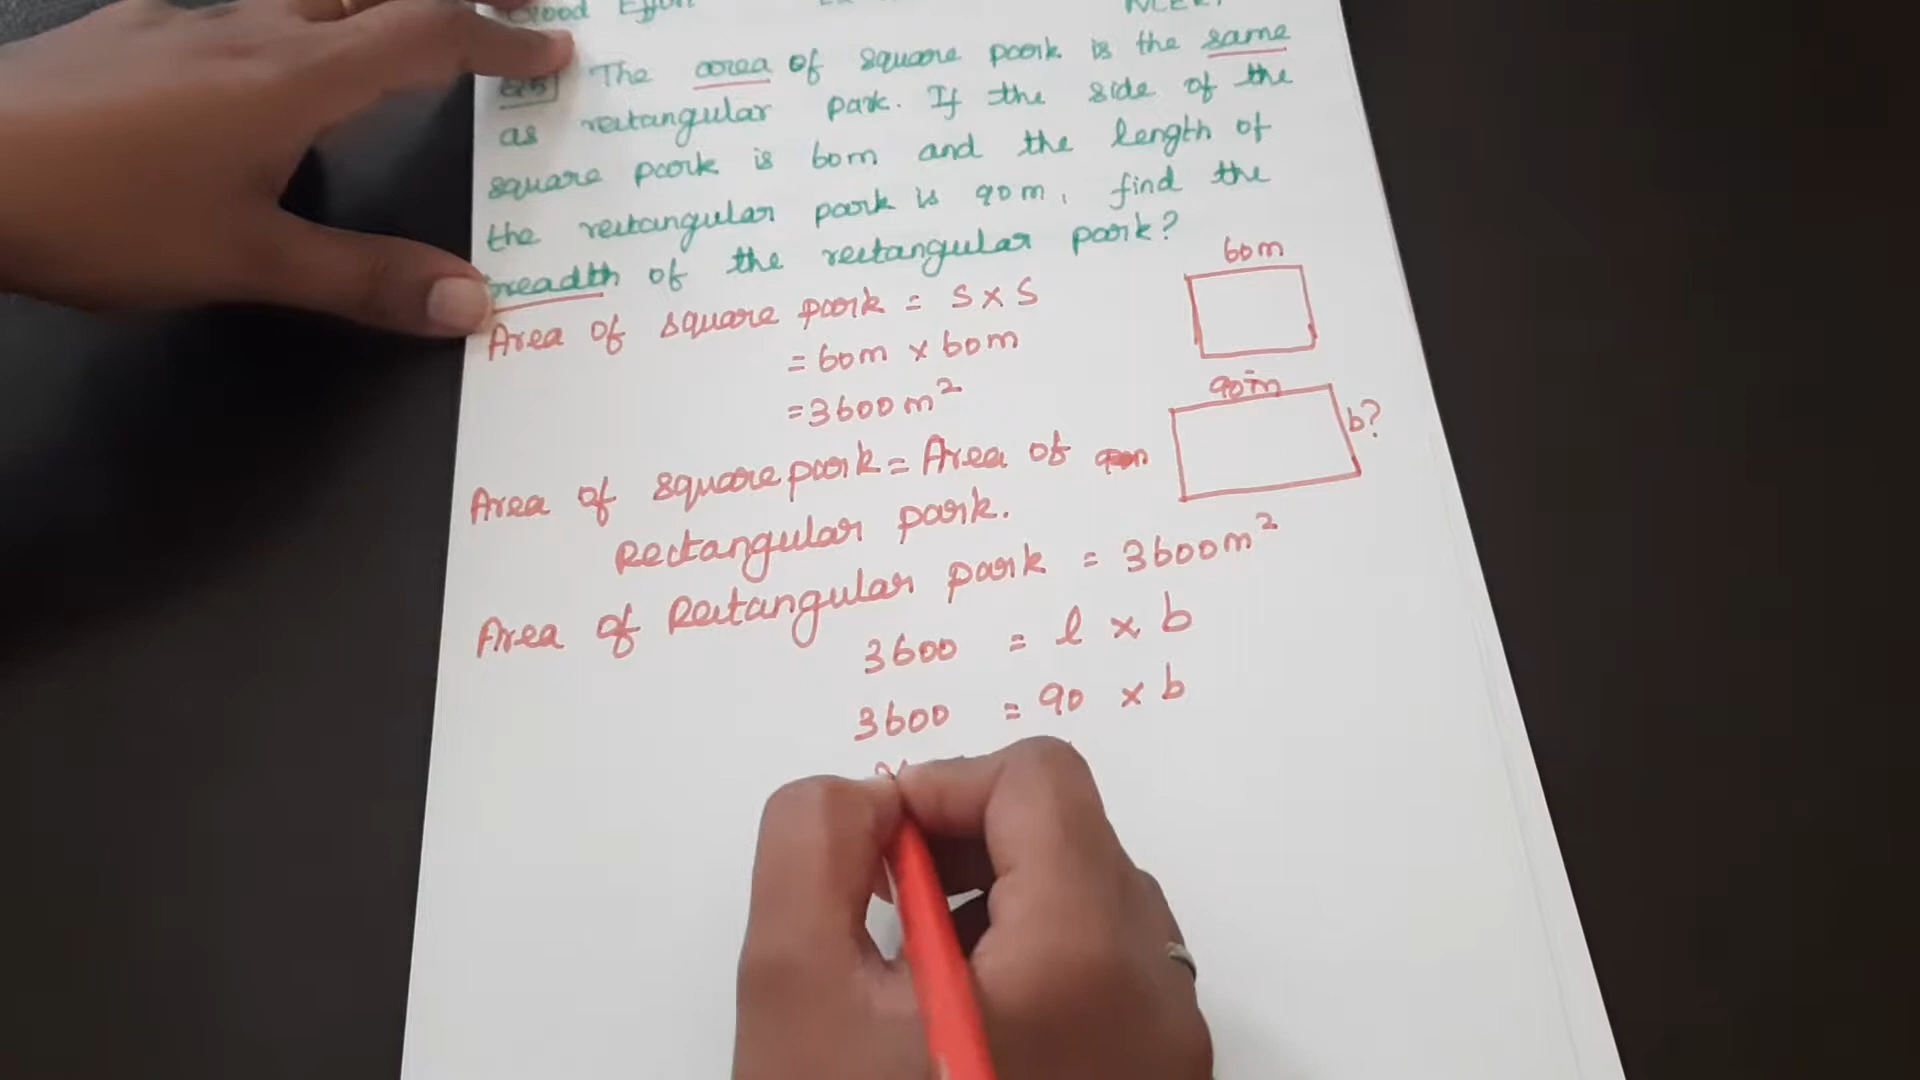 The area of square park is the same
as rectangular park. If the side of the
square park is 60m and the length of
the rectangular park is 90m, find the
breadth of the rectangular park?
60m
Area of square park = S × S
= 60m × 60m
= 3600m²
90m
b?
Area of square park = Area of
Rectangular park.
Area of Rectangular park = 3600m²
3600 = l × b
3600 = 90 × b